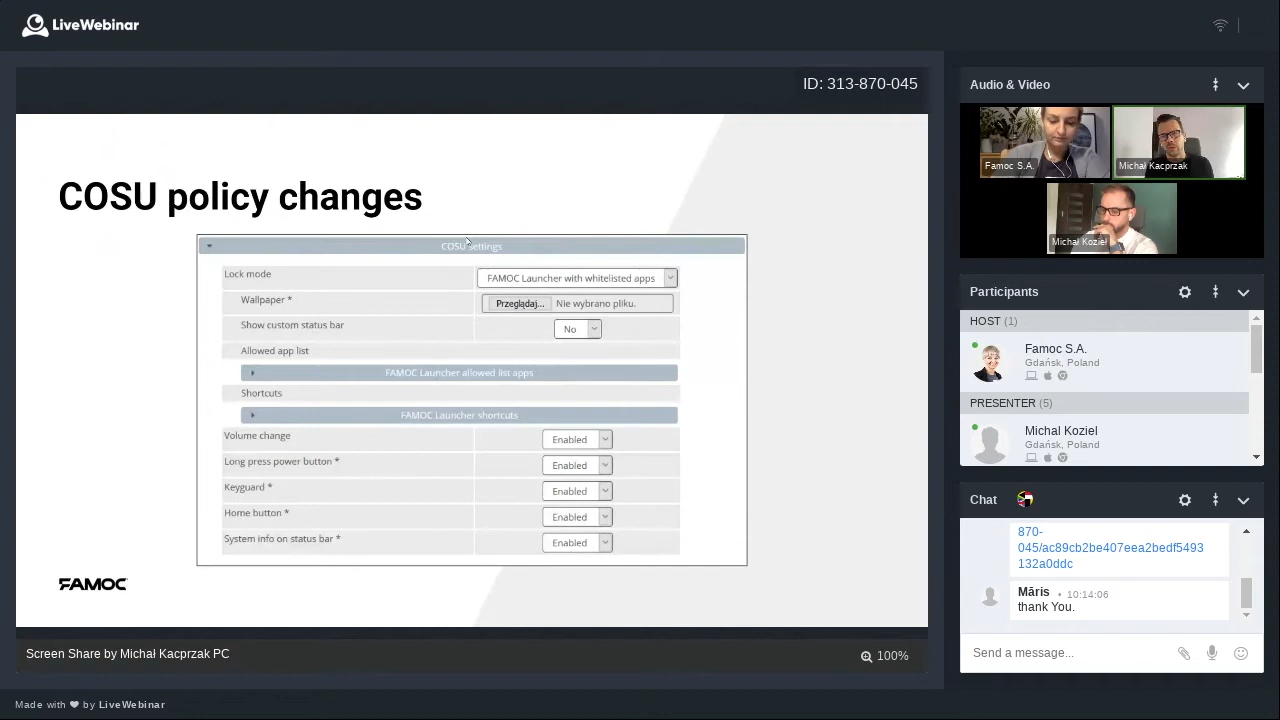 LiveWebinar
ID: 313-870-045
COSU policy changes
COSU settings
Lock mode
FAMOC Launcher with whitelisted apps
Wallpaper *
Przeglądaj... Nie wybrano pliku.
Show custom status bar
No
Allowed app list
FAMOC Launcher allowed list apps
Shortcuts
FAMOC Launcher shortcuts
Volume change
Enabled
Long press power button *
Enabled
Keyguard *
Enabled
Home button *
Enabled
System info on status bar *
Enabled
FAMOC
Screen Share by Michał Kacprzak PC
100%
Audio & Video
Famoc S.A.
Michał Kacprzak
Michał Kozieł
Participants
HOST (1)
Famoc S.A.
Gdańsk, Poland
PRESENTER (5)
Michal Koziel
Gdańsk, Poland
Chat
870-
045/ac89cb2be407eea2bedf5493
132a0ddc
Māris • 10:14:06
thank You.
Send a message...
Made with ❤ by LiveWebinar